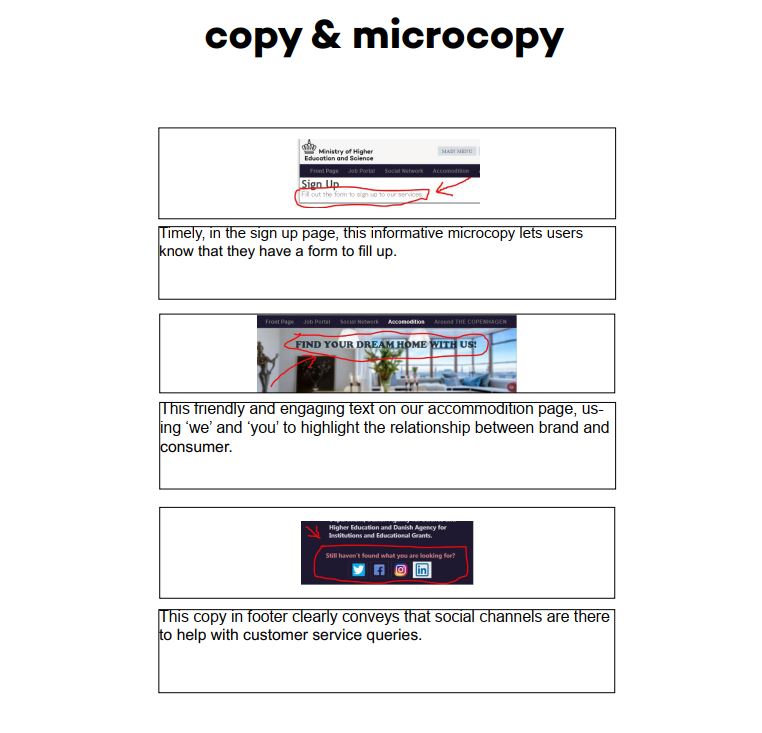 copy & microcopy
Ministry of Higher
Education and Science
MAIN MENU
Front Page Job Portal Social Network Accomodition
Sign Up
Fill out the form to sign up to our services.
Timely, in the sign up page, this informative microcopy lets users
know that they have a form to fill up.
Front Page Job Portal Social Network Accomodition Around THE COPENHAGEN
FIND YOUR DREAM HOME WITH US!
This friendly and engaging text on our accommodition page, us-
ing ‘we’ and ‘you’ to highlight the relationship between brand and
consumer.
Higher Education and Danish Agency for
Institutions and Educational Grants.
Still haven't found what you are looking for?
This copy in footer clearly conveys that social channels are there
to help with customer service queries.